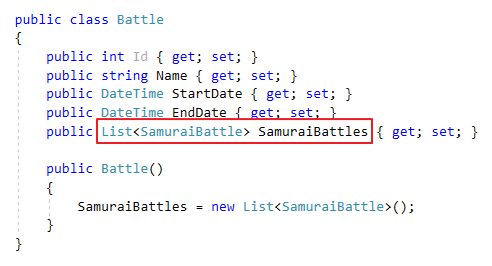 public class Battle
{
    public int Id { get; set; }
    public string Name { get; set; }
    public DateTime StartDate { get; set; }
    public DateTime EndDate { get; set; }
    public List<SamuraiBattle> SamuraiBattles { get; set; }

    public Battle()
    {
        SamuraiBattles = new List<SamuraiBattle>();
    }
}